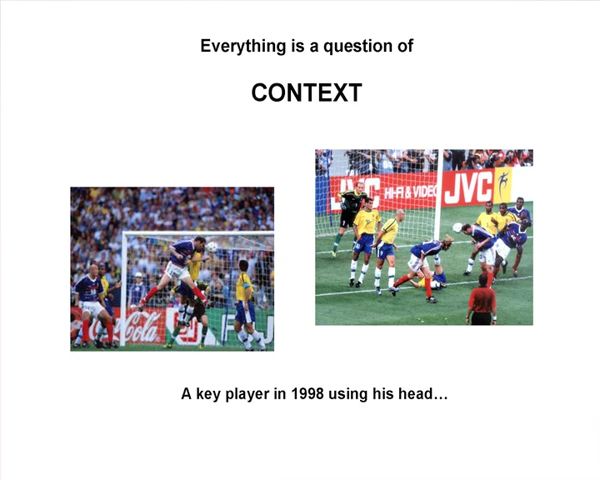 Everything is a question of
CONTEXT
JVC HI-FI & VIDEO JVC
Coca-Cola
A key player in 1998 using his head…